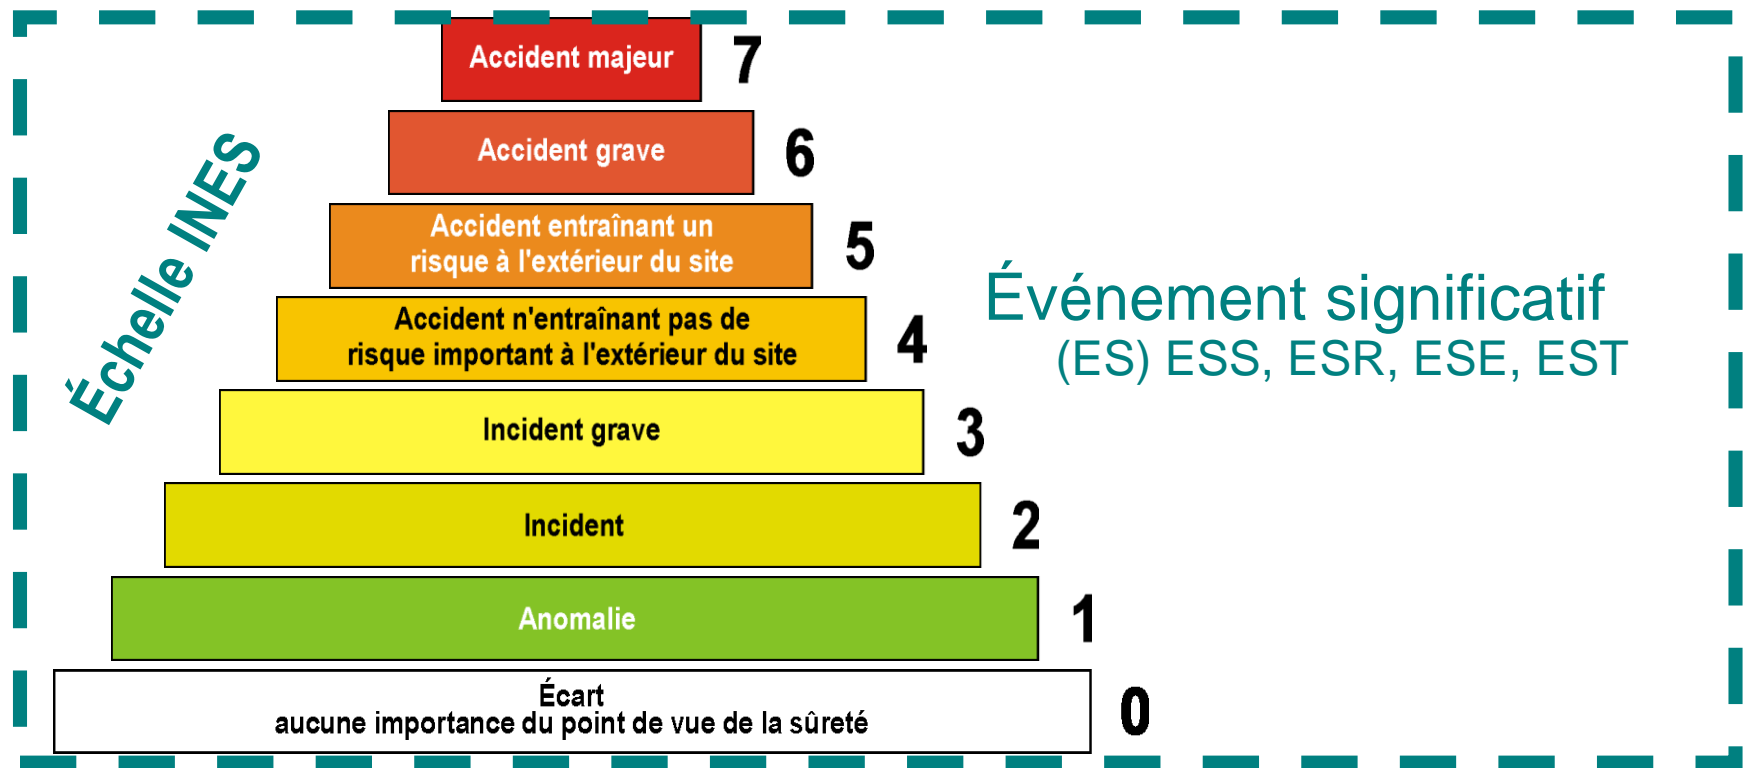 Échelle INES
Accident majeur 7
Accident grave 6
Accident entraînant un
risque à l'extérieur du site 5
Accident n'entraînant pas de
risque important à l'extérieur du site 4
Incident grave 3
Incident 2
Anomalie 1
Écart
aucune importance du point de vue de la sûreté 0
Événement significatif
(ES) ESS, ESR, ESE, EST